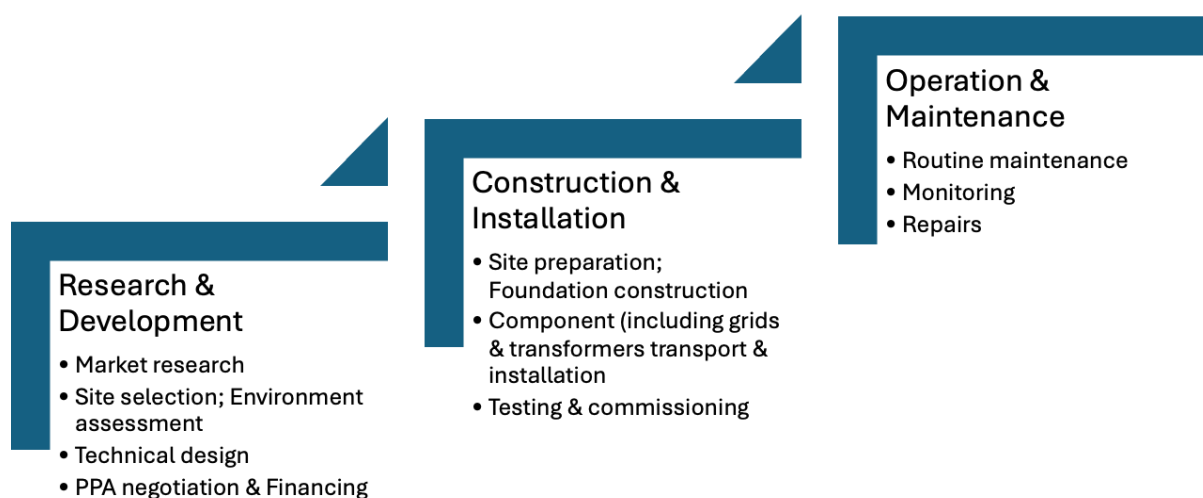 Research &
Development
• Market research
• Site selection; Environment
assessment
• Technical design
• PPA negotiation & Financing
Construction &
Installation
• Site preparation;
Foundation construction
• Component (including grids
& transformers transport &
installation
• Testing & commissioning
Operation &
Maintenance
• Routine maintenance
• Monitoring
• Repairs